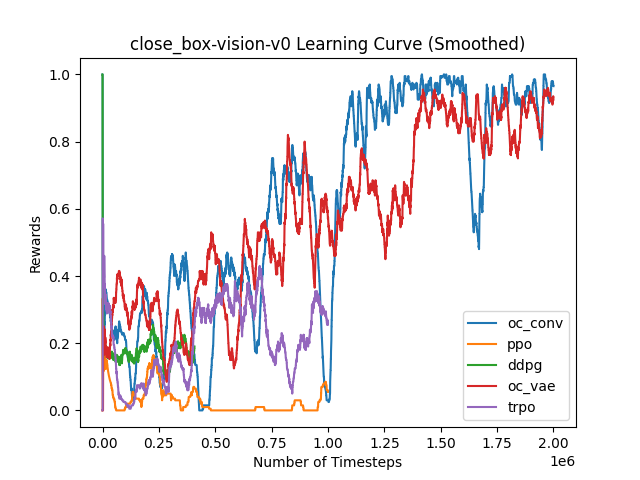 close_box-vision-v0 Learning Curve (Smoothed)
Rewards
1.0
0.8
0.6
0.4
0.2
0.0
oc_conv
ppo
ddpg
oc_vae
trpo
0.00 0.25 0.50 0.75 1.00 1.25 1.50 1.75 2.00
Number of Timesteps
1e6